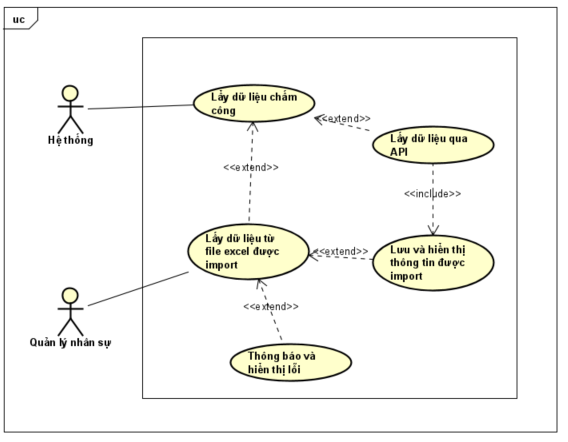 uc
Lấy dữ liệu chấm
công
<<extend>>
Lấy dữ liệu qua
API
Hệ thống
<<extend>>
<<include>>
Lấy dữ liệu từ
file excel được
import
<<extend>>
Lưu và hiển thị
thông tin được
import
<<extend>>
Quản lý nhân sự
Thông báo và
hiển thị lỗi